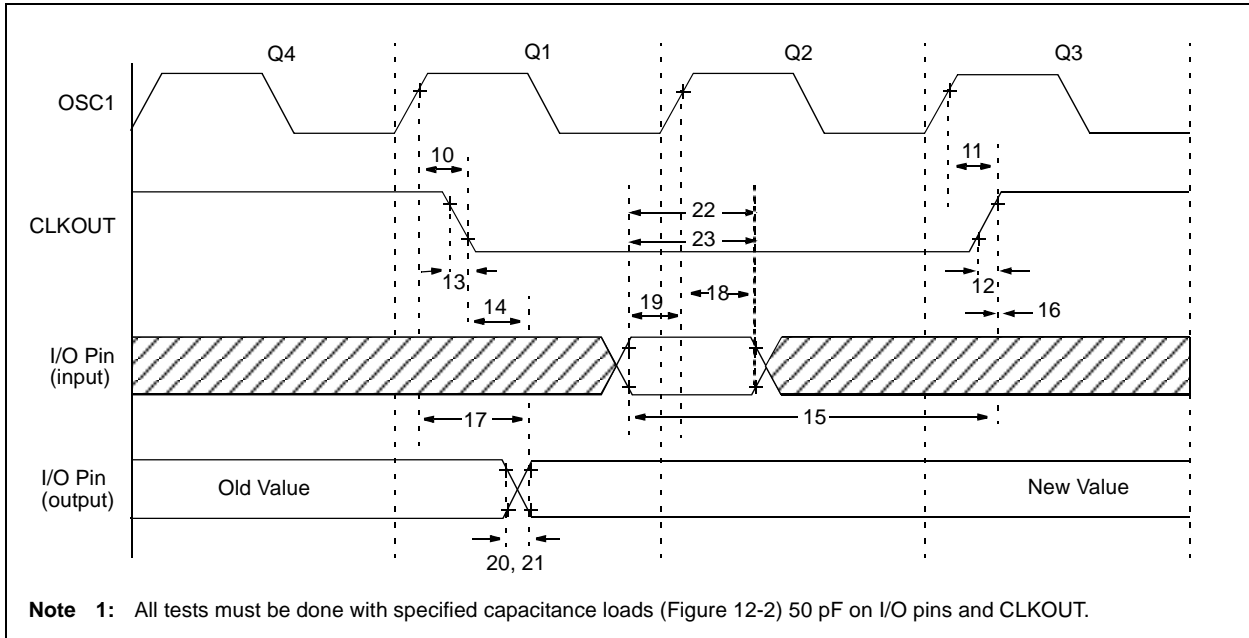 Q4 Q1 Q2 Q3
OSC1
10 11
22
CLKOUT
23
13 12
19 18
14 16
I/O Pin
(input)
17 15
I/O Pin
(output)
Old Value New Value
20, 21
Note 1: All tests must be done with specified capacitance loads (Figure 12-2) 50 pF on I/O pins and CLKOUT.